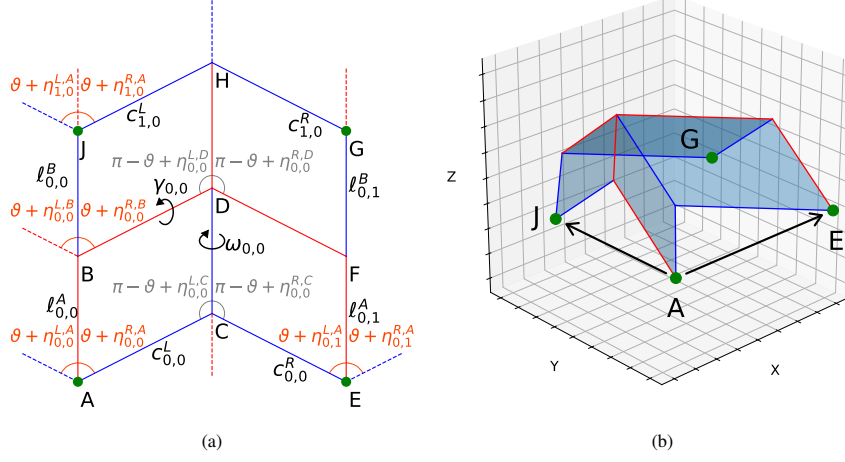 H
ϑ + η^{L,A}_{1,0} ϑ + η^{R,A}_{1,0}
c^L_{1,0}
c^R_{1,0}
J
G
π − ϑ + η^{L,D}_{0,0} π − ϑ + η^{R,D}_{0,0}
ℓ^B_{0,0}
γ_{0,0}
ℓ^B_{0,1}
D
ϑ + η^{L,B}_{0,0} ϑ + η^{R,B}_{0,0}
ω_{0,0}
B
F
π − ϑ + η^{L,C}_{0,0} π − ϑ + η^{R,C}_{0,0}
ℓ^A_{0,0}
ℓ^A_{0,1}
C
ϑ + η^{L,A}_{0,0} ϑ + η^{R,A}_{0,0}
ϑ + η^{L,A}_{0,1} ϑ + η^{R,A}_{0,1}
c^L_{0,0}
c^R_{0,0}
A
E
(a)
Z
G
J
E
A
Y
X
(b)